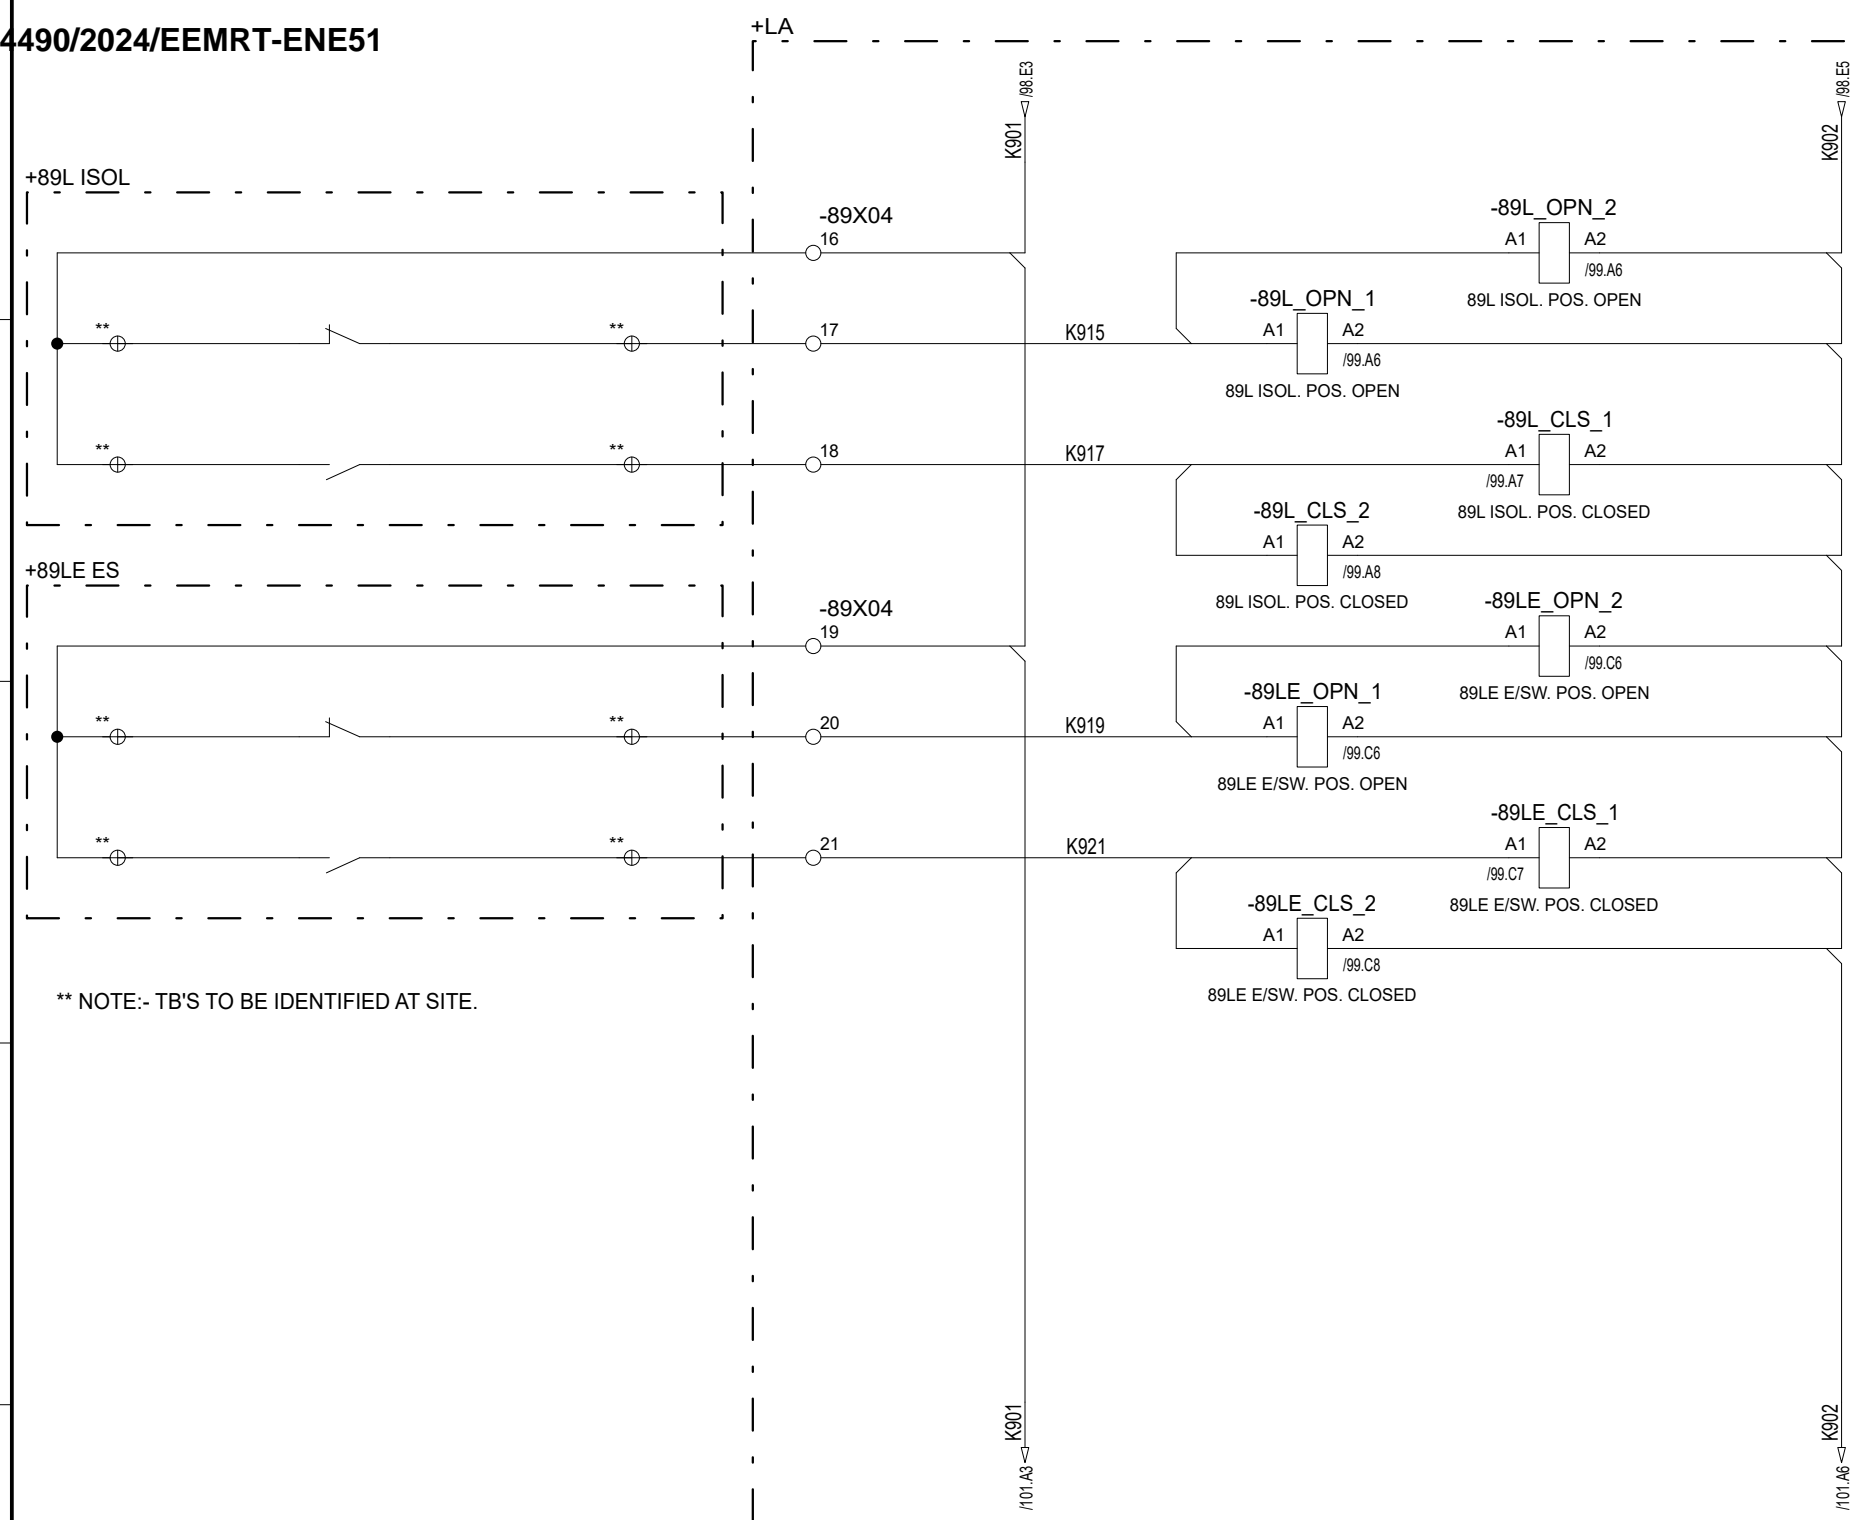 4490/2024/EEMRT-ENE51
+LA
/98.E3
/98.E5
K901
K902
+89L ISOL
-89X04
16
-89L_OPN_2
A1 A2
/99.A6
89L ISOL. POS. OPEN
** **
17
K915
-89L_OPN_1
A1 A2
/99.A6
89L ISOL. POS. OPEN
** **
18
K917
-89L_CLS_1
A1 A2
/99.A7
89L ISOL. POS. CLOSED
-89L_CLS_2
A1 A2
/99.A8
89L ISOL. POS. CLOSED
+89LE ES
-89X04
19
-89LE_OPN_2
A1 A2
/99.C6
89LE E/SW. POS. OPEN
** **
20
K919
-89LE_OPN_1
A1 A2
/99.C6
89LE E/SW. POS. OPEN
** **
21
K921
-89LE_CLS_1
A1 A2
/99.C7
89LE E/SW. POS. CLOSED
-89LE_CLS_2
A1 A2
/99.C8
89LE E/SW. POS. CLOSED
** NOTE:- TB'S TO BE IDENTIFIED AT SITE.
K901
K902
/101.A3
/101.A6